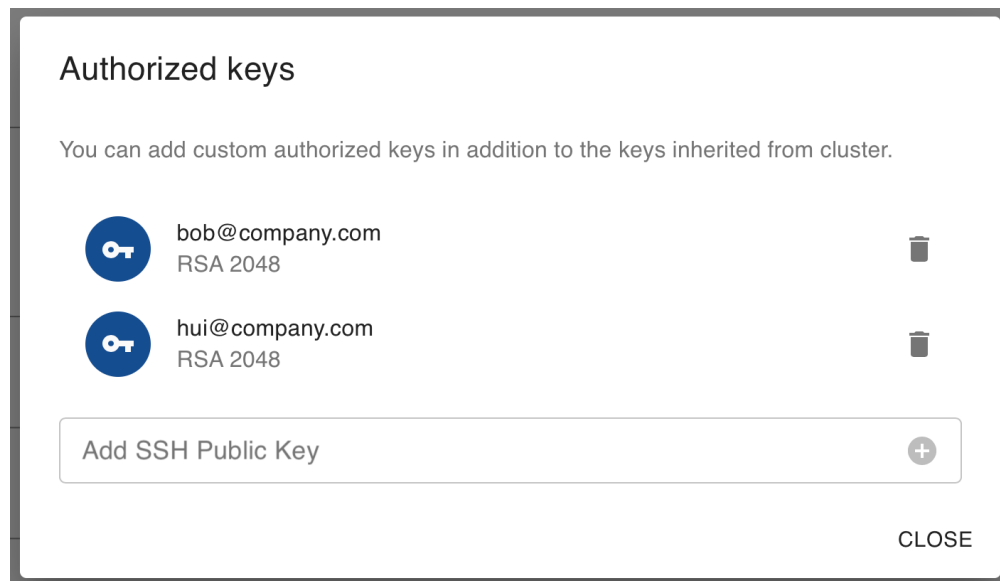 Authorized keys
You can add custom authorized keys in addition to the keys inherited from cluster.
bob@company.com
RSA 2048
hui@company.com
RSA 2048
Add SSH Public Key
CLOSE